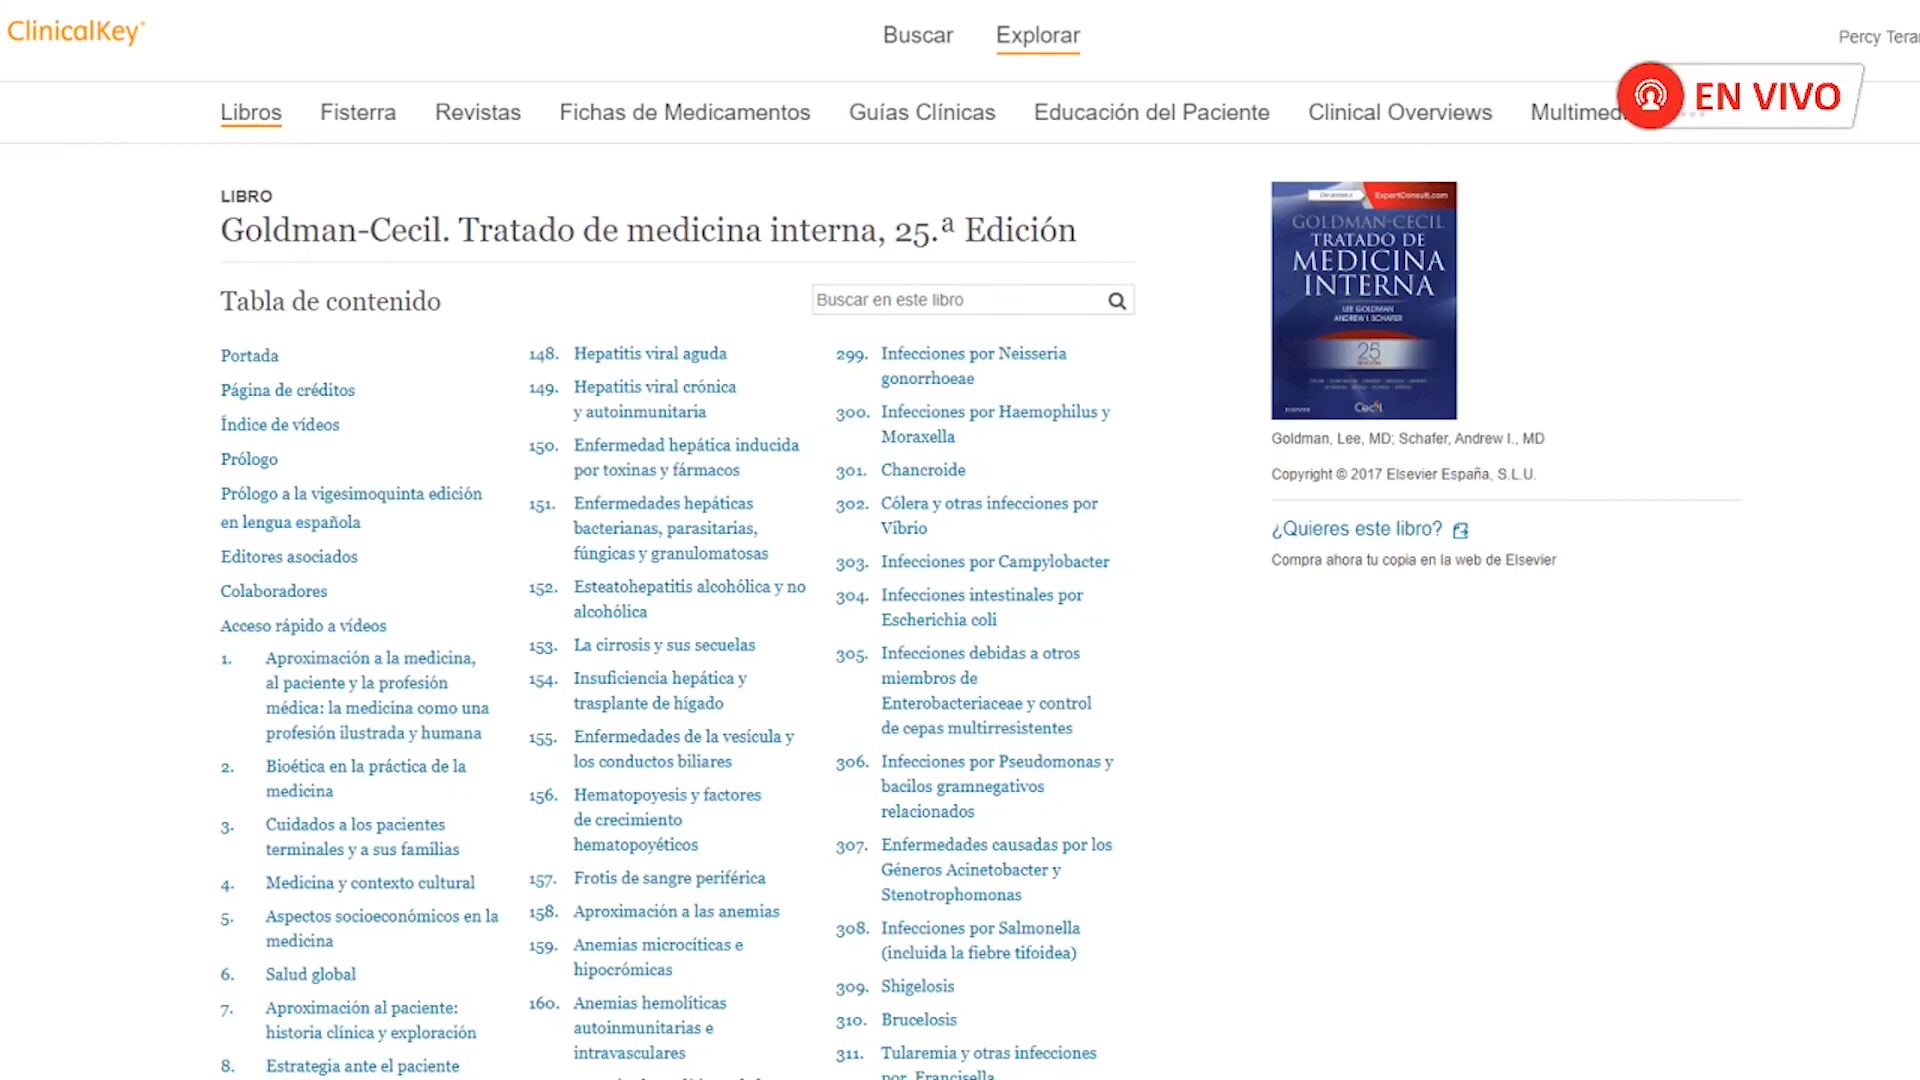 ClinicalKey®
Buscar
Explorar
Percy Tera
EN VIVO
Libros
Fisterra
Revistas
Fichas de Medicamentos
Guías Clínicas
Educación del Paciente
Clinical Overviews
LIBRO
Goldman-Cecil. Tratado de medicina interna, 25.ª Edición
Tabla de contenido
Buscar en este libro
Portada
Página de créditos
Índice de vídeos
Prólogo
Prólogo a la vigesimoquinta edición
en lengua española
Editores asociados
Colaboradores
Acceso rápido a vídeos
1. Aproximación a la medicina,
al paciente y la profesión
médica: la medicina como una
profesión ilustrada y humana
2. Bioética en la práctica de la
medicina
3. Cuidados a los pacientes
terminales y a sus familias
4. Medicina y contexto cultural
5. Aspectos socioeconómicos en la
medicina
6. Salud global
7. Aproximación al paciente:
historia clínica y exploración
8. Estrategia ante el paciente
148. Hepatitis viral aguda
149. Hepatitis viral crónica
y autoinmunitaria
150. Enfermedad hepática inducida
por toxinas y fármacos
151. Enfermedades hepáticas
bacterianas, parasitarias,
fúngicas y granulomatosas
152. Esteatohepatitis alcohólica y no
alcohólica
153. La cirrosis y sus secuelas
154. Insuficiencia hepática y
trasplante de hígado
155. Enfermedades de la vesícula y
los conductos biliares
156. Hematopoyesis y factores
de crecimiento
hematopoyéticos
157. Frotis de sangre periférica
158. Aproximación a las anemias
159. Anemias microcíticas e
hipocrómicas
160. Anemias hemolíticas
autoinmunitarias e
intravasculares
299. Infecciones por Neisseria
gonorrhoeae
300. Infecciones por Haemophilus y
Moraxella
301. Chancroide
302. Cólera y otras infecciones por
Vibrio
303. Infecciones por Campylobacter
304. Infecciones intestinales por
Escherichia coli
305. Infecciones debidas a otros
miembros de
Enterobacteriaceae y control
de cepas multirresistentes
306. Infecciones por Pseudomonas y
bacilos gramnegativos
relacionados
307. Enfermedades causadas por los
Géneros Acinetobacter y
Stenotrophomonas
308. Infecciones por Salmonella
(incluida la fiebre tifoidea)
309. Shigelosis
310. Brucelosis
311. Tularemia y otras infecciones
por Francisella
ExpertConsult.com
GOLDMAN-CECIL
TRATADO DE
MEDICINA
INTERNA
LEE GOLDMAN
ANDREW I. SCHAFER
25
Cecil
Goldman, Lee, MD; Schafer, Andrew I., MD
Copyright © 2017 Elsevier España, S.L.U.
¿Quieres este libro?
Compra ahora tu copia en la web de Elsevier